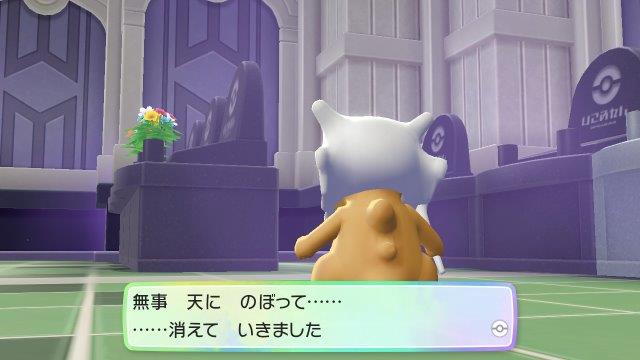 無事　天に　のぼって……
……消えて　いきました